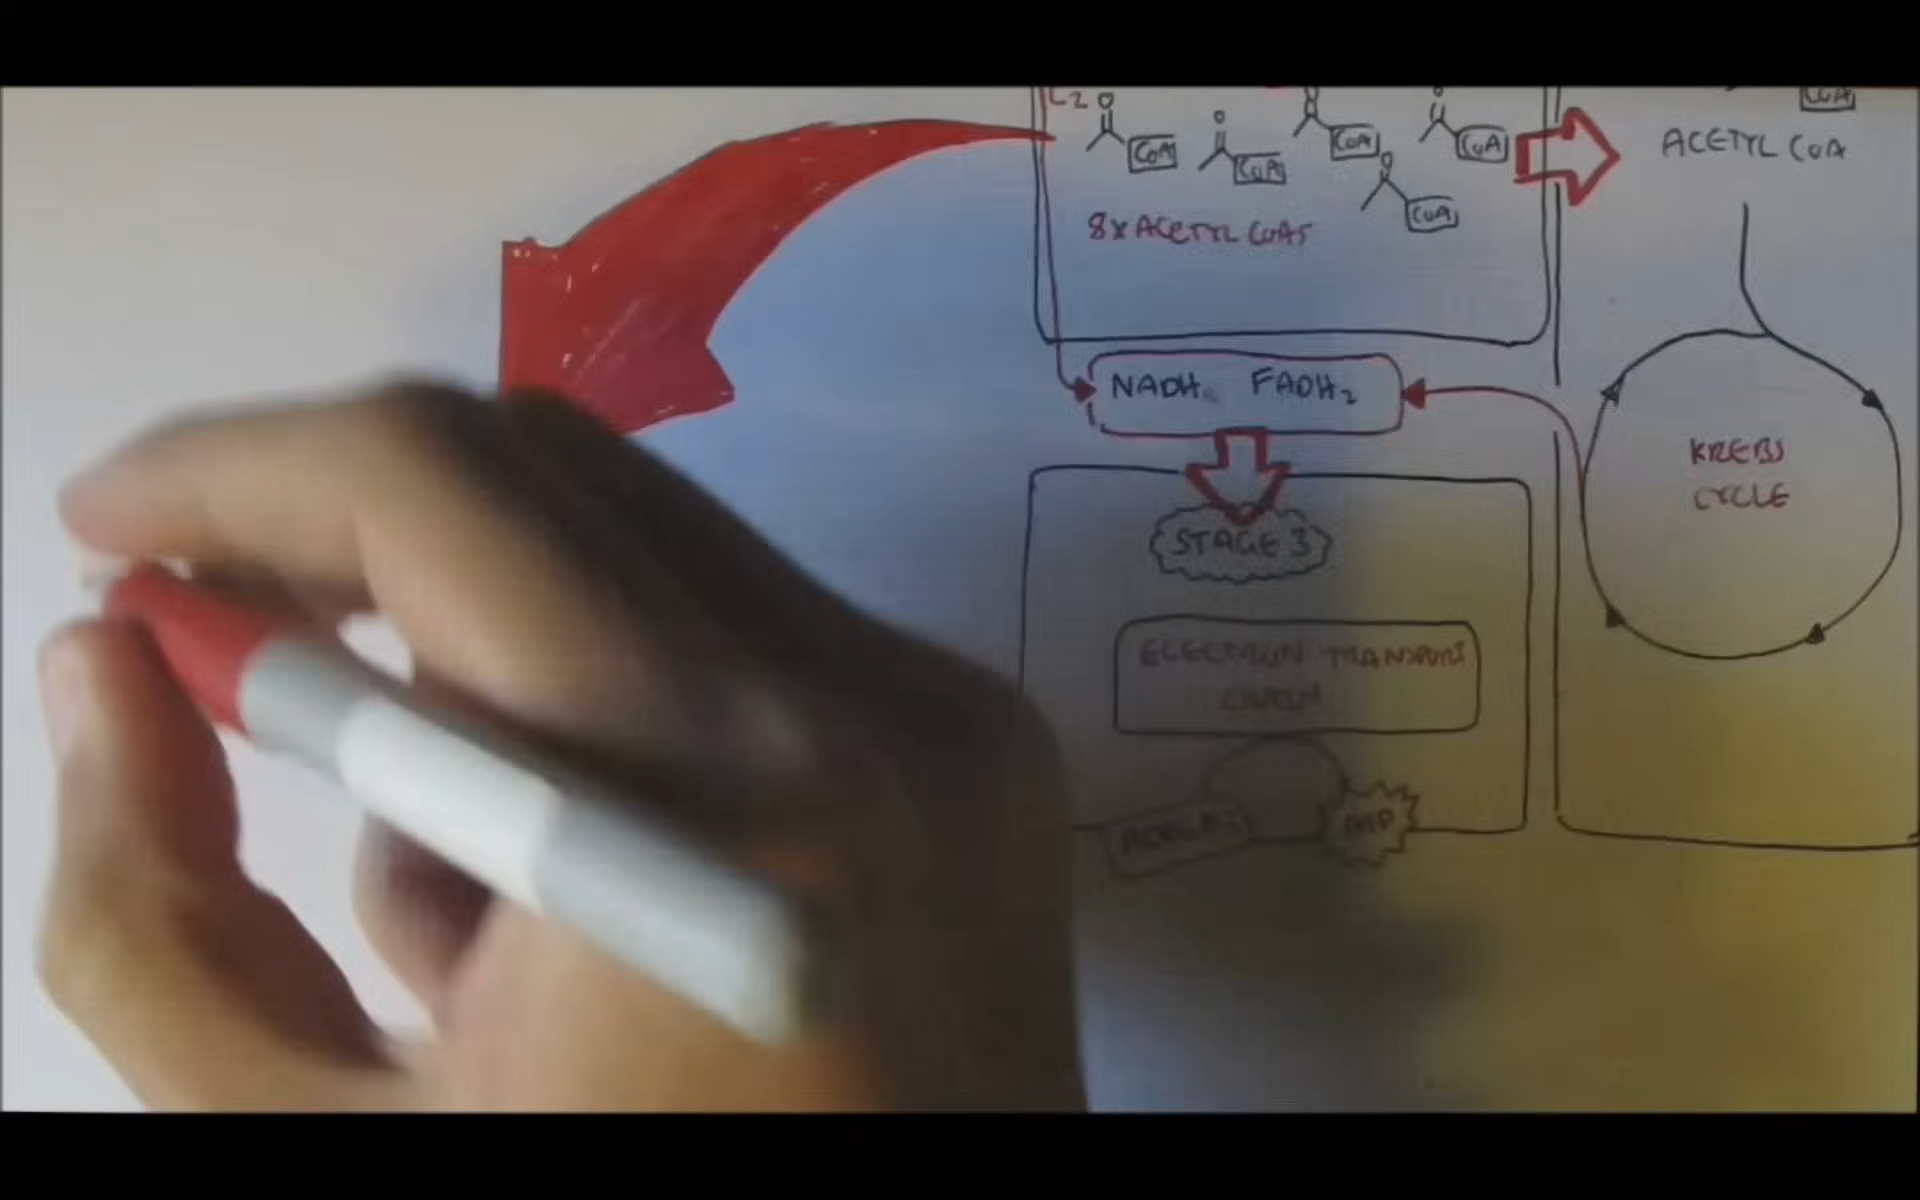 CoA
CoA
CoA
CoA
CoA
CoA
ACETYL CoA
8x ACETYL CoAs
NADH FADH2
KREBS
CYCLE
STAGE 3
ELECTRON TRANSPORT
CHAIN
ATP